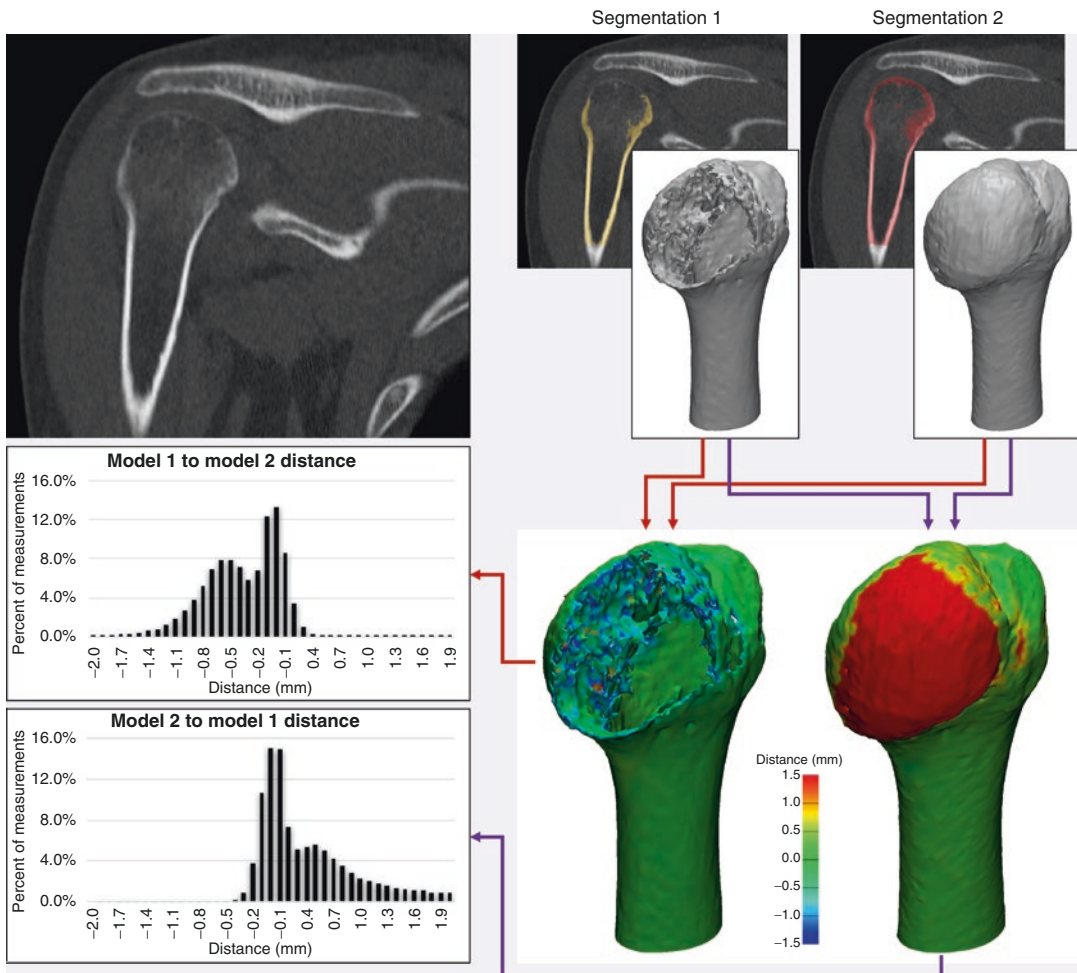 Segmentation 1
Segmentation 2
Model 1 to model 2 distance
Percent of measurements
16.0%
12.0%
8.0%
4.0%
0.0%
−2.0 −1.7 −1.4 −1.1 −0.8 −0.5 −0.2 −0.1 0.4 0.7 1.0 1.3 1.6 1.9
Distance (mm)
Model 2 to model 1 distance
Percent of measurements
16.0%
12.0%
8.0%
4.0%
0.0%
−2.0 −1.7 −1.4 −1.1 −0.8 −0.5 −0.2 −0.1 0.4 0.7 1.0 1.3 1.6 1.9
Distance (mm)
Distance (mm)
1.5
1.0
0.5
0.0
−0.5
−1.0
−1.5